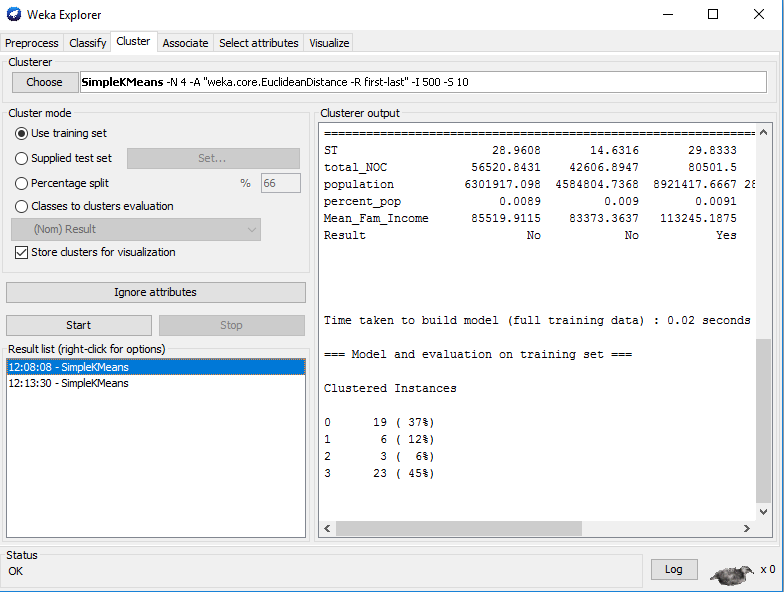 Weka Explorer
Preprocess Classify Cluster Associate Select attributes Visualize
Clusterer
Choose SimpleKMeans -N 4 -A "weka.core.EuclideanDistance -R first-last" -I 500 -S 10
Cluster mode
Use training set
Supplied test set Set...
Percentage split % 66
Classes to clusters evaluation
(Nom) Result
Store clusters for visualization
Ignore attributes
Start Stop
Result list (right-click for options)
12:08:08 - SimpleKMeans
12:13:30 - SimpleKMeans
Clusterer output
================================================================
ST 28.9608 14.6316 29.8333
total_NOC 56520.8431 42606.8947 80501.5
population 6301917.098 4584804.7368 8921417.6667 28
percent_pop 0.0089 0.009 0.0091
Mean_Fam_Income 85519.9115 83373.3637 113245.1875
Result No No Yes
Time taken to build model (full training data) : 0.02 seconds
=== Model and evaluation on training set ===
Clustered Instances
0 19 ( 37%)
1 6 ( 12%)
2 3 ( 6%)
3 23 ( 45%)
Status
OK
Log x 0